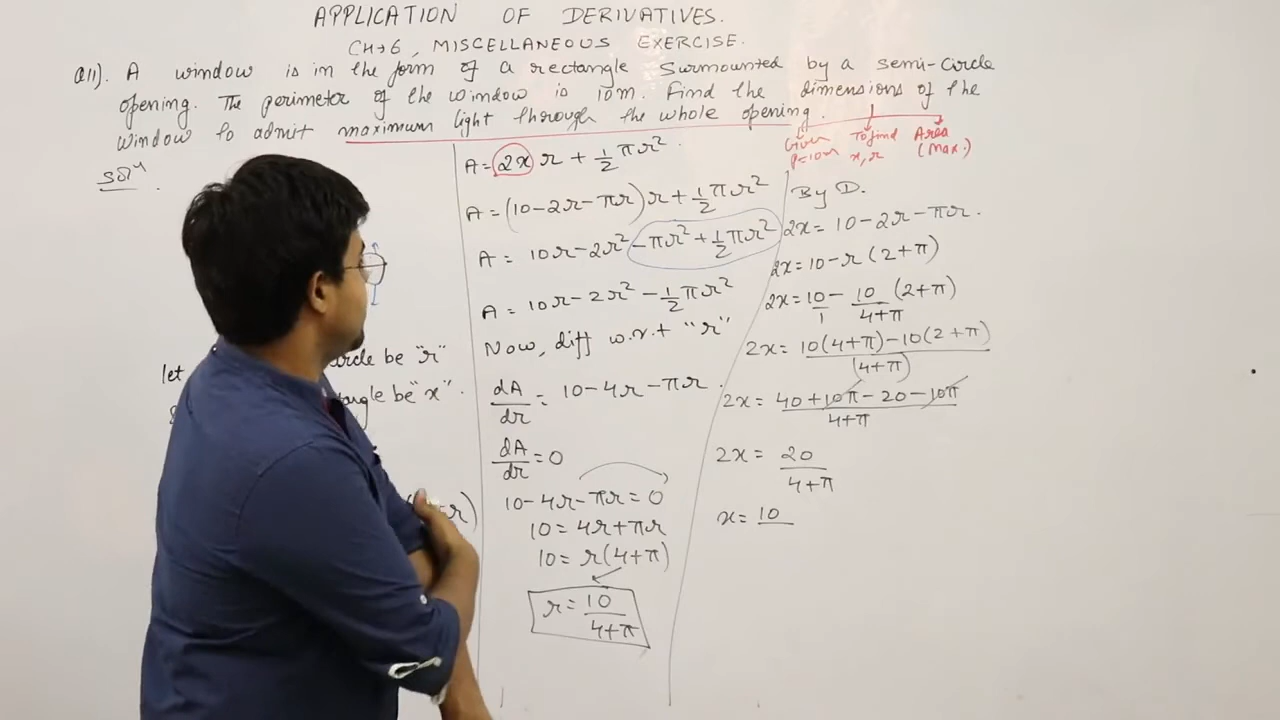 APPLICATION OF DERIVATIVES.
CH→6, MISCELLANEOUS EXERCISE.
Q11). A window is in the form of a rectangle surmounted by a semi-circle
opening. The perimeter of the window is 10m. Find the dimensions of the
window to admit maximum light through the whole opening.
Given
P=10m
To find
x, r
Area
(Max.)
Solⁿ
let
rcle be "r"
angle be "x".
r)
A = 2x r + 1/2 πr²
A = (10-2r-πr)r + 1/2 πr²
A = 10r-2r²-πr²+1/2 πr²
A = 10r-2r²-1/2 πr²
Now, diff w.r.t "r"
dA/dr = 10-4r-πr.
dA/dr = 0
10-4r-πr=0
10=4r+πr
10=r(4+π)
r=10/4+π
By ①.
2x= 10-2r-πr.
2x=10-r(2+π)
2x=10/1 - 10/4+π (2+π)
2x= 10(4+π)-10(2+π)/(4+π)
2x= 40+10π-20-10π/4+π
2x= 20/4+π
x= 10